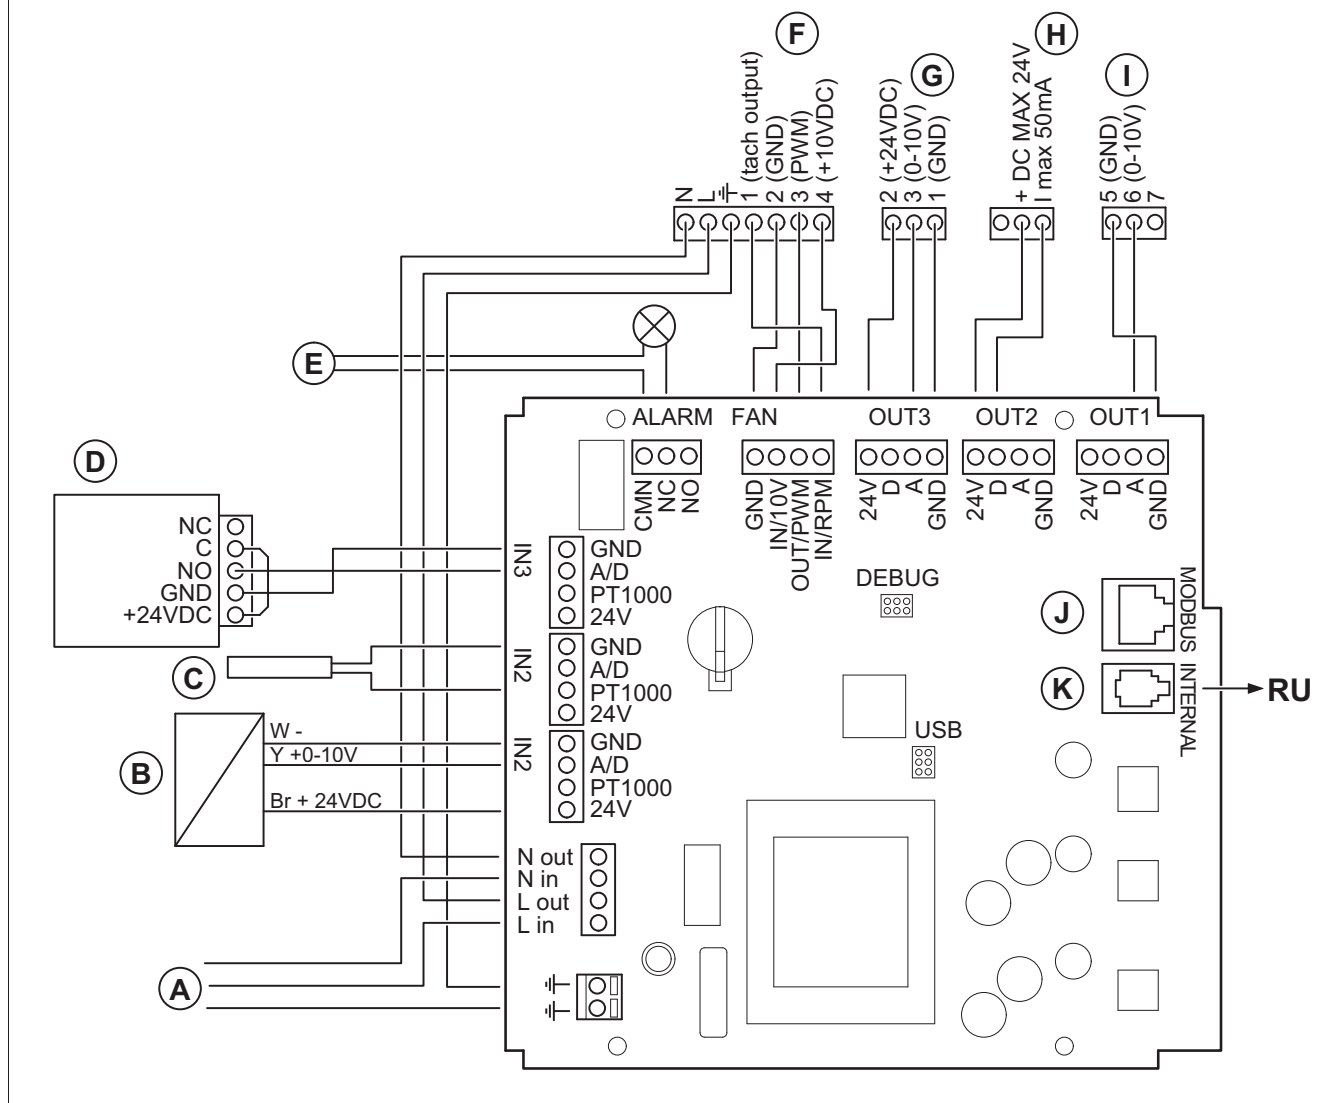 F
G
H
I
N
L
1 (tach output)
2 (GND)
3 (PWM)
4 (+10VDC)
2 (+24VDC)
3 (0-10V)
1 (GND)
+ DC MAX 24V
I max 50mA
5 (GND)
6 (0-10V)
7
E
ALARM
FAN
OUT3
OUT2
OUT1
CMN
NC
NO
GND
IN/10V
OUT/PWM
IN/RPM
24V
D
A
GND
24V
D
A
GND
24V
D
A
GND
D
NC
C
NO
GND
+24VDC
IN3
GND
A/D
PT1000
24V
DEBUG
J
MODBUS
C
IN2
GND
A/D
PT1000
24V
K
INTERNAL
RU
USB
B
W -
Y +0-10V
Br + 24VDC
IN2
GND
A/D
PT1000
24V
N out
N in
L out
L in
A